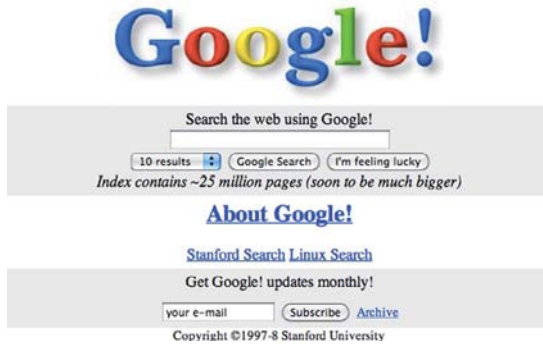 Google!
Search the web using Google!
10 results Google Search I'm feeling lucky
Index contains ~25 million pages (soon to be much bigger)
About Google!
Stanford Search Linux Search
Get Google! updates monthly!
your e-mail Subscribe Archive
Copyright ©1997-8 Stanford University